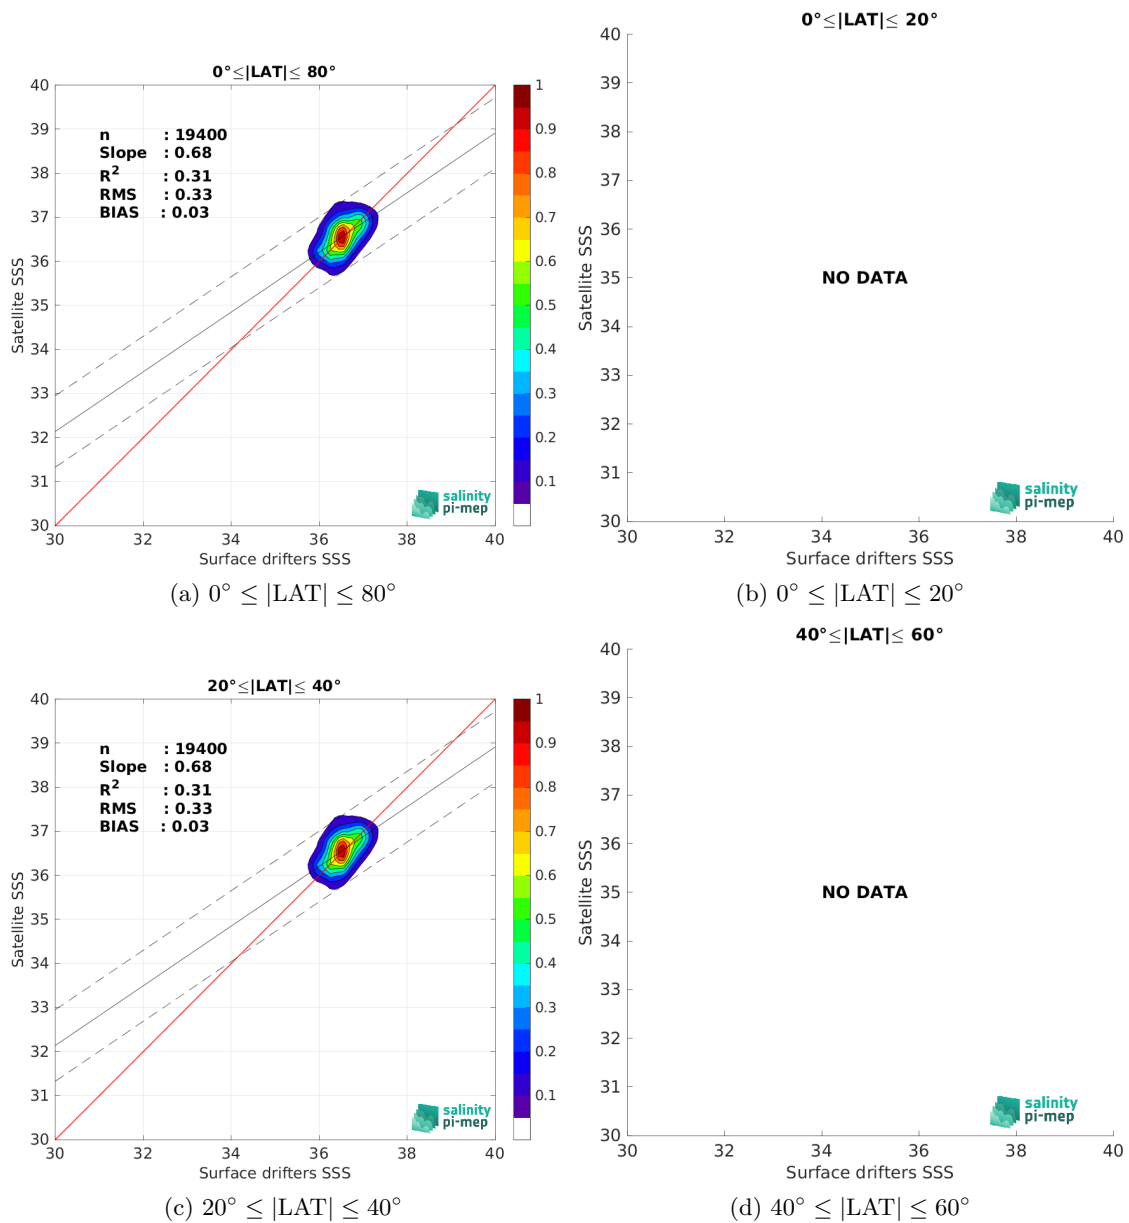 0°≤|LAT|≤ 80°
40
39
38
37
36
35
34
33
32
31
30
Satellite SSS
n : 19400
Slope : 0.68
R² : 0.31
RMS : 0.33
BIAS : 0.03
salinity
pi-mep
30 32 34 36 38 40
Surface drifters SSS
1
0.9
0.8
0.7
0.6
0.5
0.4
0.3
0.2
0.1
(a) 0° ≤ |LAT| ≤ 80°
0°≤|LAT|≤ 20°
40
39
38
37
36
35
34
33
32
31
30
Satellite SSS
NO DATA
salinity
pi-mep
30 32 34 36 38 40
Surface drifters SSS
(b) 0° ≤ |LAT| ≤ 20°
20°≤|LAT|≤ 40°
40
39
38
37
36
35
34
33
32
31
30
Satellite SSS
n : 19400
Slope : 0.68
R² : 0.31
RMS : 0.33
BIAS : 0.03
salinity
pi-mep
30 32 34 36 38 40
Surface drifters SSS
1
0.9
0.8
0.7
0.6
0.5
0.4
0.3
0.2
0.1
(c) 20° ≤ |LAT| ≤ 40°
40°≤|LAT|≤ 60°
40
39
38
37
36
35
34
33
32
31
30
Satellite SSS
NO DATA
salinity
pi-mep
30 32 34 36 38 40
Surface drifters SSS
(d) 40° ≤ |LAT| ≤ 60°